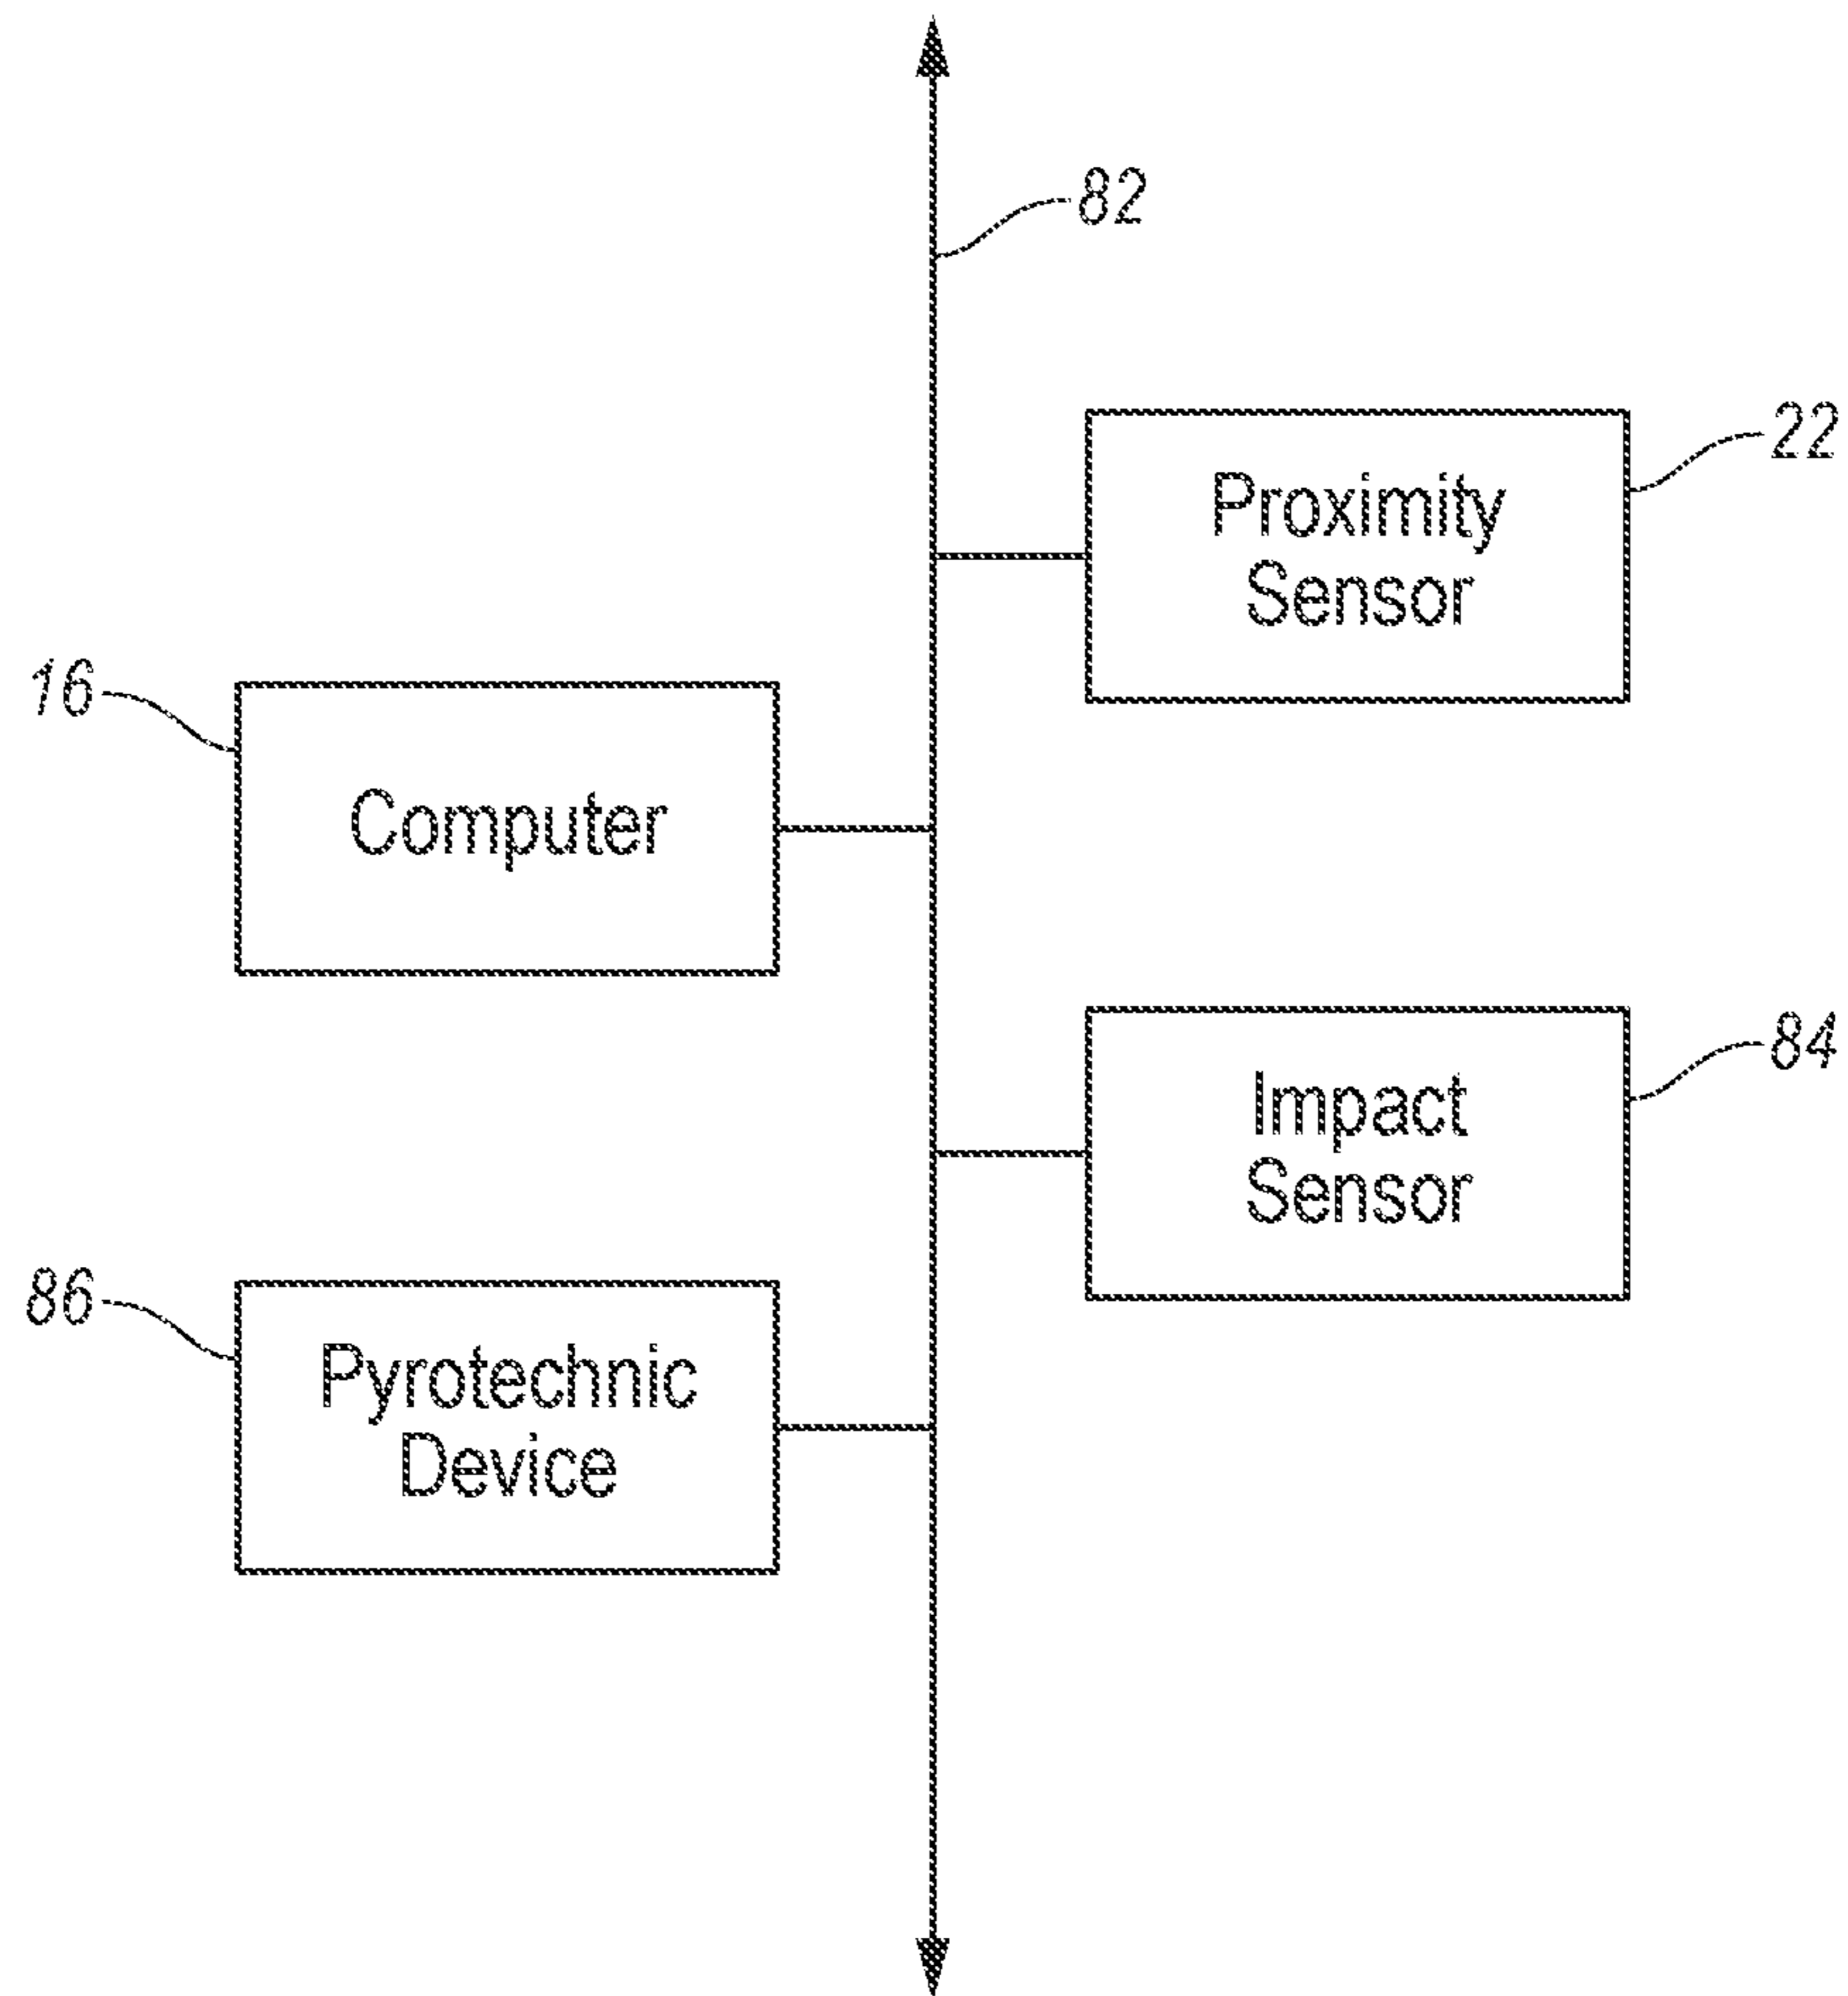 82
22
Proximity
Sensor
16
Computer
84
Impact
Sensor
86
Pyrotechnic
Device